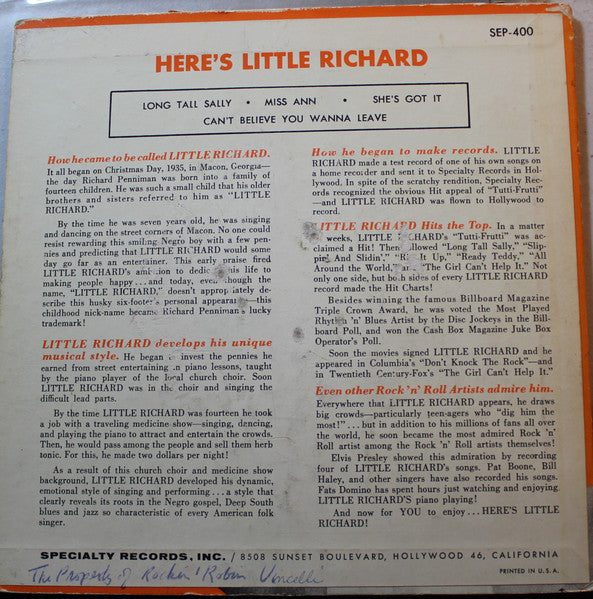 SEP-400
HERE'S LITTLE RICHARD
LONG TALL SALLY • MISS ANN • SHE'S GOT IT
CAN'T BELIEVE YOU WANNA LEAVE
How he came to be called LITTLE RICHARD.
It all began on Christmas Day, 1935, in Macon, Georgia—
the day Richard Penniman was born into a family of
fourteen children. He was such a small child that his older
brothers and sisters referred to him as "LITTLE
RICHARD."
By the time he was seven years old, he was singing
and dancing on the street corners of Macon. No one could
resist rewarding this smiling Negro boy with a few pen-
nies and predicting that LITTLE RICHARD would some
day go far as an entertainer. This early praise fired
LITTLE RICHARD'S ambition to dedic his life to
making people happy...and today, even though the
name, "LITTLE RICHARD," doesn't appropriately de-
scribe this husky six-footer's personal appearance—this
childhood nick-name became Richard Penniman's lucky
trademark!
LITTLE RICHARD develops his unique
musical style. He began invest the pennies he
earned from street entertaining in piano lessons, taught
by the piano player of the local church choir. Soon
LITTLE RICHARD was in the choir and singing the
difficult lead parts.
By the time LITTLE RICHARD was fourteen he took
a job with a traveling medicine show—singing, dancing,
and playing the piano to attract and entertain the crowds.
Then, he would pass among the people and sell them herb
tonic. For this, he made two dollars per night!
As a result of this church choir and medicine show
background, LITTLE RICHARD developed his dynamic,
emotional style of singing and performing...a style that
clearly reveals its roots in the Negro gospel, Deep South
blues and jazz so characteristic of every American folk
singer.
How he began to make records. LITTLE
RICHARD made a test record of one of his own songs on
a home recorder and sent it to Specialty Records in Hol-
lywood. In spite of the scratchy rendition, Specialty Rec-
ords recognized the obvious Hit appeal of "Tutti-Frutti"
—and LITTLE RICHARD was flown to Hollywood to
record.
LITTLE RICHARD Hits the Top. In a matter
weeks, LITTLE RICHARD'S "Tutti-Frutti" was ac-
claimed a Hit! Then followed "Long Tall Sally," "Slip-
pin' And Slidin'," "Rip It Up," "Ready Teddy," "All
Around the World," "The Girl Can't Help It." Not
only one side, but both sides of every LITTLE RICHARD
record made the Hit Charts!
Besides winning the famous Billboard Magazine
Triple Crown Award, he was voted the Most Played
Rhythm 'n' Blues Artist by the Disc Jockeys in the Bill-
board Poll, and won the Cash Box Magazine Juke Box
Operator's Poll.
Soon the movies signed LITTLE RICHARD and he
appeared in Columbia's "Don't Knock The Rock"—and
in Twentieth Century-Fox's "The Girl Can't Help It."
Even other Rock 'n' Roll Artists admire him.
Everywhere that LITTLE RICHARD appears, he draws
big crowds—particularly teen-agers who "dig him the
most!"...but in addition to his millions of fans all over
the world, he soon became the most admired Rock 'n'
Roll artist among the Rock 'n' Roll artists themselves!
Elvis Presley showed this admiration by recording
four of LITTLE RICHARD's songs. Pat Boone, Bill
Haley, and other singers have also recorded his songs.
Fats Domino has spent hours just watching and enjoying
LITTLE RICHARD'S piano playing!
And now for YOU to enjoy...HERE'S LITTLE
RICHARD!
SPECIALTY RECORDS, INC. / 8508 SUNSET BOULEVARD, HOLLYWOOD 46, CALIFORNIA
The Property of Rockin' Robin Vincelli
PRINTED IN U.S.A.